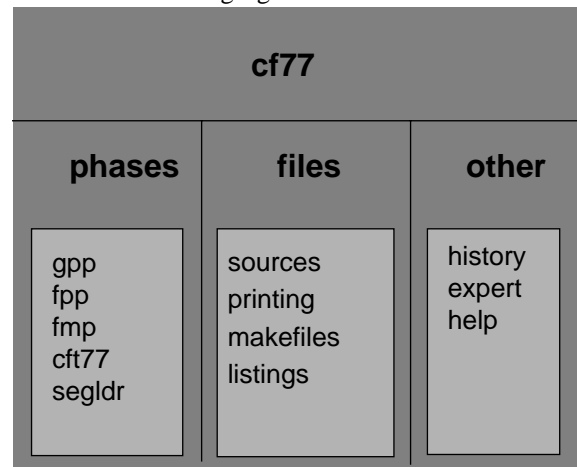 cf77
phases files other
gpp
fpp
fmp
cft77
segldr
sources
printing
makefiles
listings
history
expert
help